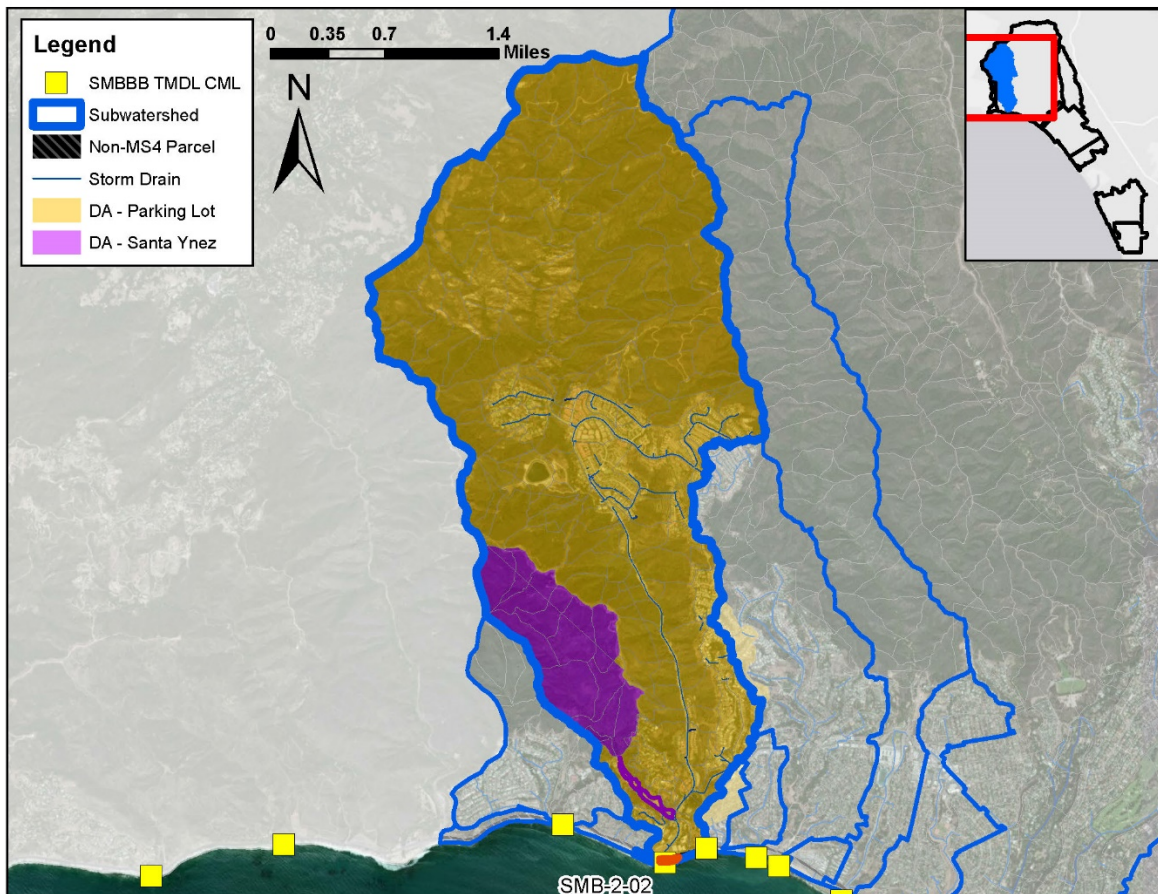 Legend
SMBBB TMDL CML
Subwatershed
Non-MS4 Parcel
Storm Drain
DA - Parking Lot
DA - Santa Ynez
0 0.35 0.7 1.4
Miles
N
SMB-2-02